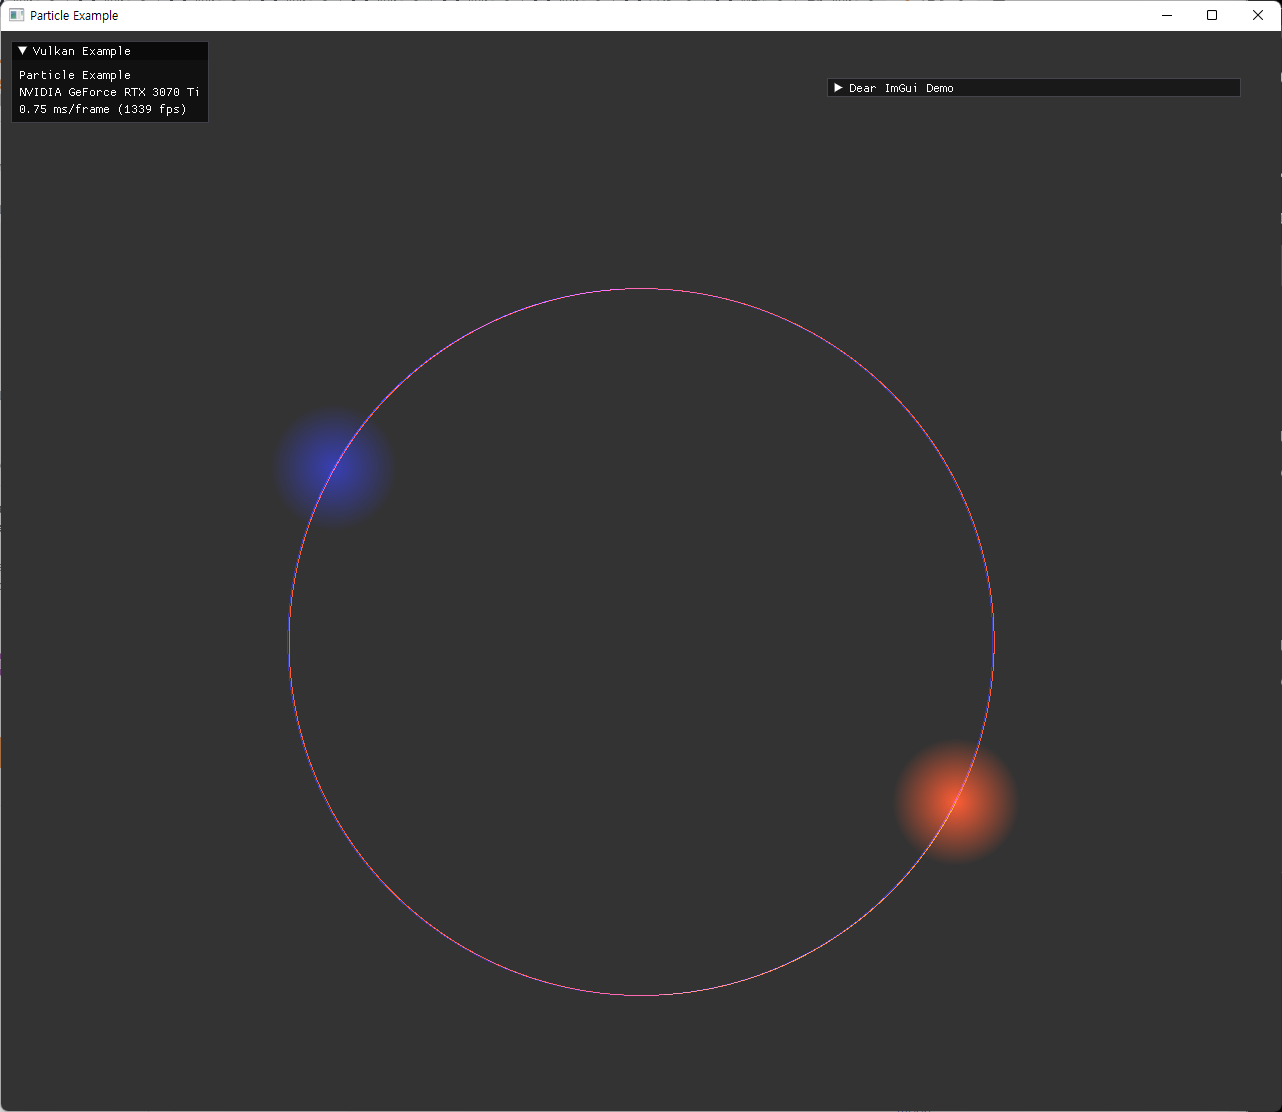 Particle Example
Vulkan Example
Particle Example
NVIDIA GeForce RTX 3070 Ti
0.75 ms/frame (1339 fps)
Dear ImGui Demo